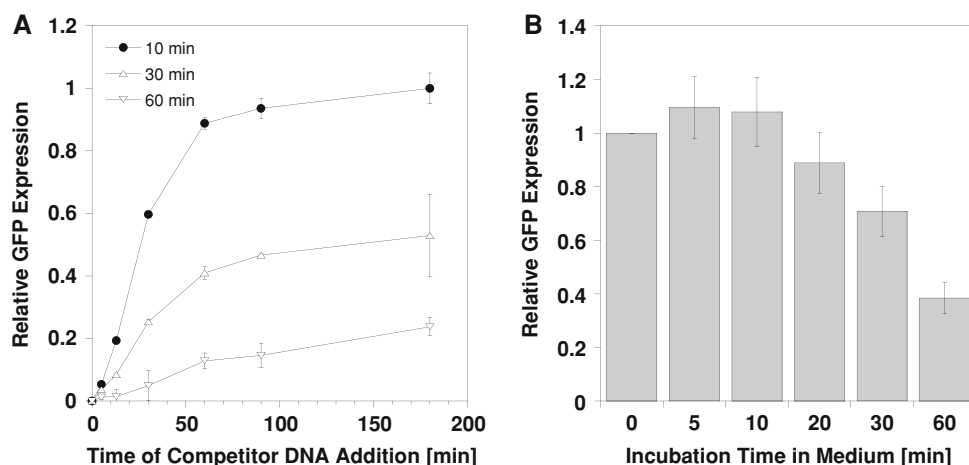 A
1.2
1
0.8
0.6
0.4
0.2
0
Relative GFP Expression
10 min
30 min
60 min
0 50 100 150 200
Time of Competitor DNA Addition [min]
B
1.4
1.2
1
0.8
0.6
0.4
0.2
0
Relative GFP Expression
0 5 10 20 30 60
Incubation Time in Medium [min]